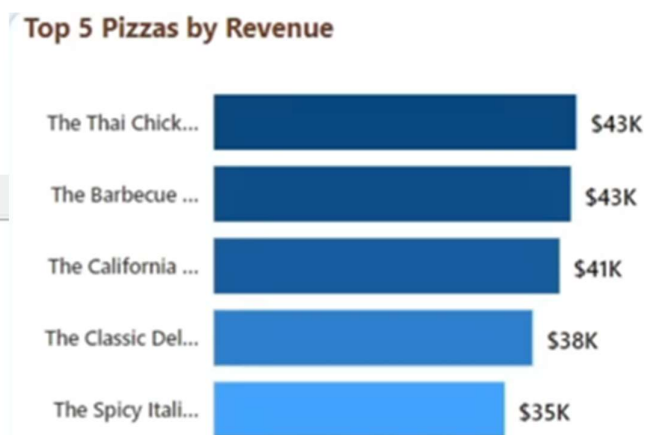 Top 5 Pizzas by Revenue
The Thai Chick... $43K
The Barbecue ... $43K
The California ... $41K
The Classic Del... $38K
The Spicy Itali... $35K